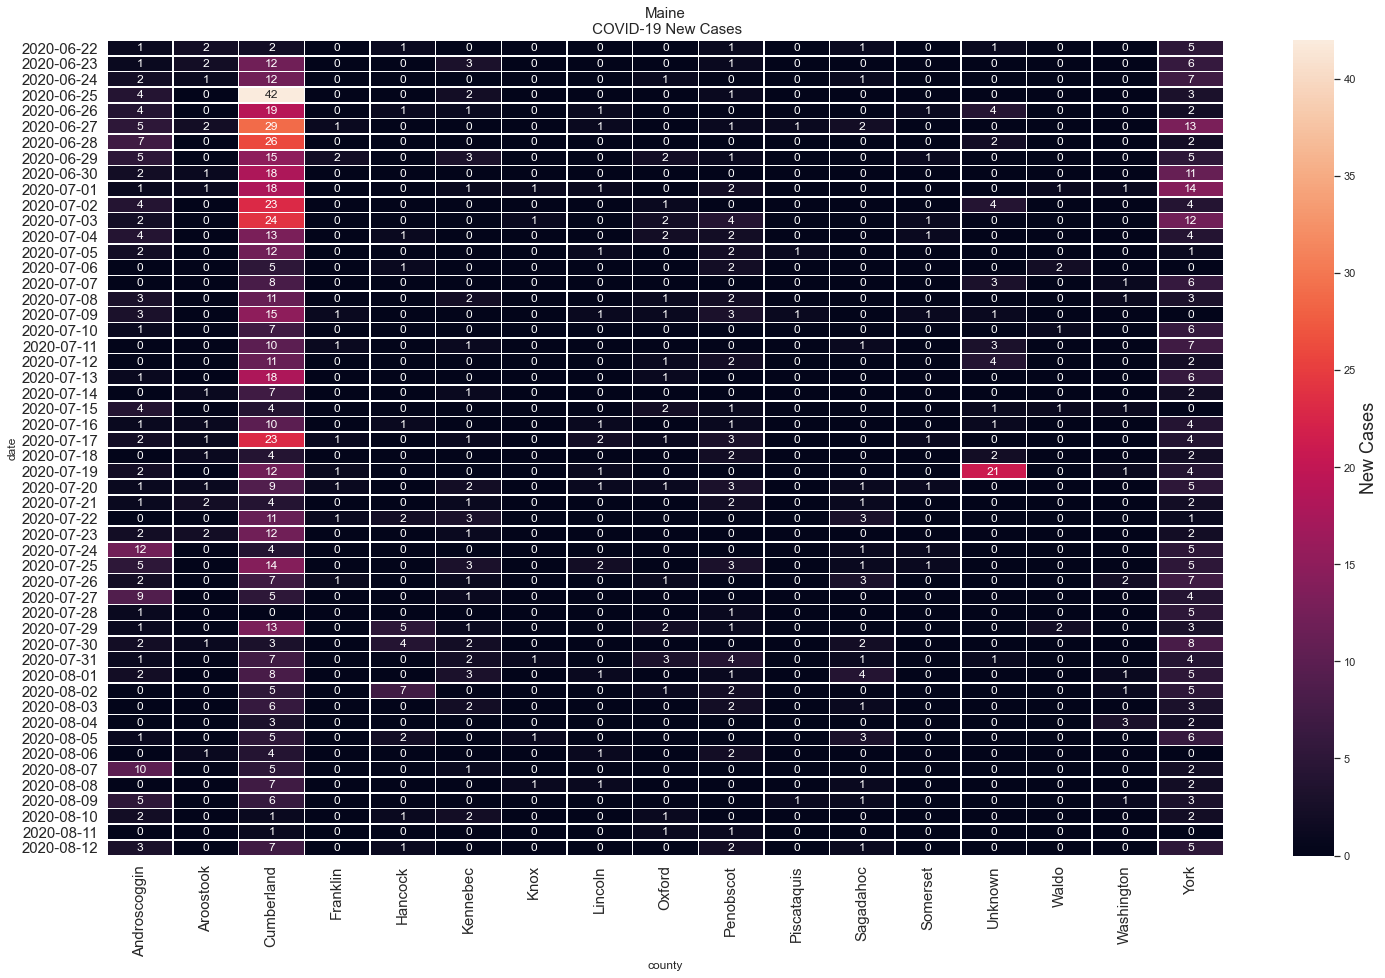 Maine
COVID-19 New Cases
2020-06-22 1 2 2 0 1 0 0 0 0 1 0 1 0 1 0 0 5
2020-06-23 1 2 12 0 0 3 0 0 0 1 0 0 0 0 0 0 6
2020-06-24 2 1 12 0 0 0 0 0 1 0 0 1 0 0 0 0 7
2020-06-25 4 0 42 0 0 2 0 0 0 1 0 0 0 0 0 0 3
2020-06-26 4 0 19 0 1 1 0 1 0 0 0 0 1 4 0 0 2
2020-06-27 5 2 29 1 0 0 0 1 0 1 1 2 0 0 0 0 13
2020-06-28 7 0 26 0 0 0 0 0 0 0 0 0 0 2 0 0 2
2020-06-29 5 0 15 2 0 3 0 0 2 1 0 0 1 0 0 0 5
2020-06-30 2 1 18 0 0 0 0 0 0 0 0 0 0 0 0 0 11
2020-07-01 1 1 18 0 0 1 1 1 0 2 0 0 0 0 1 1 14
2020-07-02 4 0 23 0 0 0 0 0 1 0 0 0 0 4 0 0 4
2020-07-03 2 0 24 0 0 0 1 0 2 4 0 0 1 0 0 0 12
2020-07-04 4 0 13 0 1 0 0 0 2 2 0 0 1 0 0 0 4
2020-07-05 2 0 12 0 0 0 0 1 0 2 1 0 0 0 0 0 1
2020-07-06 0 0 5 0 1 0 0 0 0 2 0 0 0 0 2 0 0
2020-07-07 0 0 8 0 0 0 0 0 0 0 0 0 0 3 0 1 6
2020-07-08 3 0 11 0 0 2 0 0 1 2 0 0 0 0 0 1 3
2020-07-09 3 0 15 1 0 0 0 1 1 3 1 0 1 1 0 0 0
2020-07-10 1 0 7 0 0 0 0 0 0 0 0 0 0 0 1 0 6
2020-07-11 0 0 10 1 0 1 0 0 0 0 0 1 0 3 0 0 7
2020-07-12 0 0 11 0 0 0 0 0 1 2 0 0 0 4 0 0 2
2020-07-13 1 0 18 0 0 0 0 0 1 0 0 0 0 0 0 0 6
2020-07-14 0 1 7 0 0 1 0 0 0 0 0 0 0 0 0 0 2
2020-07-15 4 0 4 0 0 0 0 0 2 1 0 0 0 1 1 1 0
2020-07-16 1 1 10 0 1 0 0 1 0 1 0 0 0 1 0 0 4
2020-07-17 2 1 23 1 0 1 0 2 1 3 0 0 1 0 0 0 4
2020-07-18 0 1 4 0 0 0 0 0 0 2 0 0 0 2 0 0 2
2020-07-19 2 0 12 1 0 0 0 1 0 0 0 0 0 21 0 1 4
2020-07-20 1 1 9 1 0 2 0 1 1 3 0 1 1 0 0 0 5
2020-07-21 1 2 4 0 0 1 0 0 0 2 0 1 0 0 0 0 2
2020-07-22 0 0 11 1 2 3 0 0 0 0 0 3 0 0 0 0 1
2020-07-23 2 2 12 0 0 1 0 0 0 0 0 0 0 0 0 0 2
2020-07-24 12 0 4 0 0 0 0 0 0 0 0 1 1 0 0 0 5
2020-07-25 5 0 14 0 0 3 0 2 0 3 0 1 1 0 0 0 5
2020-07-26 2 0 7 1 0 1 0 0 1 0 0 3 0 0 0 2 7
2020-07-27 9 0 5 0 0 1 0 0 0 0 0 0 0 0 0 0 4
2020-07-28 1 0 0 0 0 0 0 0 0 1 0 0 0 0 0 0 5
2020-07-29 1 0 13 0 5 1 0 0 2 1 0 0 0 0 2 0 3
2020-07-30 2 1 3 0 4 2 0 0 0 0 0 2 0 0 0 0 8
2020-07-31 1 0 7 0 0 2 1 0 3 4 0 1 0 1 0 0 4
2020-08-01 2 0 8 0 0 3 0 1 0 1 0 4 0 0 0 1 5
2020-08-02 0 0 5 0 7 0 0 0 1 2 0 0 0 0 0 1 5
2020-08-03 0 0 6 0 0 2 0 0 0 2 0 1 0 0 0 0 3
2020-08-04 0 0 3 0 0 0 0 0 0 0 0 0 0 0 0 3 2
2020-08-05 1 0 5 0 2 0 1 0 0 0 0 3 0 0 0 0 6
2020-08-06 0 1 4 0 0 0 0 1 0 2 0 0 0 0 0 0 0
2020-08-07 10 0 5 0 0 1 0 0 0 0 0 0 0 0 0 0 2
2020-08-08 0 0 7 0 0 0 1 1 0 0 0 1 0 0 0 0 2
2020-08-09 5 0 6 0 0 0 0 0 0 0 1 1 0 0 0 1 3
2020-08-10 2 0 1 0 1 2 0 0 1 0 0 0 0 0 0 0 2
2020-08-11 0 0 1 0 0 0 0 0 1 1 0 0 0 0 0 0 0
2020-08-12 3 0 7 0 1 0 0 0 0 2 0 1 0 0 0 0 5
date
Androscoggin Aroostook Cumberland Franklin Hancock Kennebec Knox Lincoln Oxford Penobscot Piscataquis Sagadahoc Somerset Unknown Waldo Washington York
county
40
35
30
25
20
15
10
5
0
New Cases